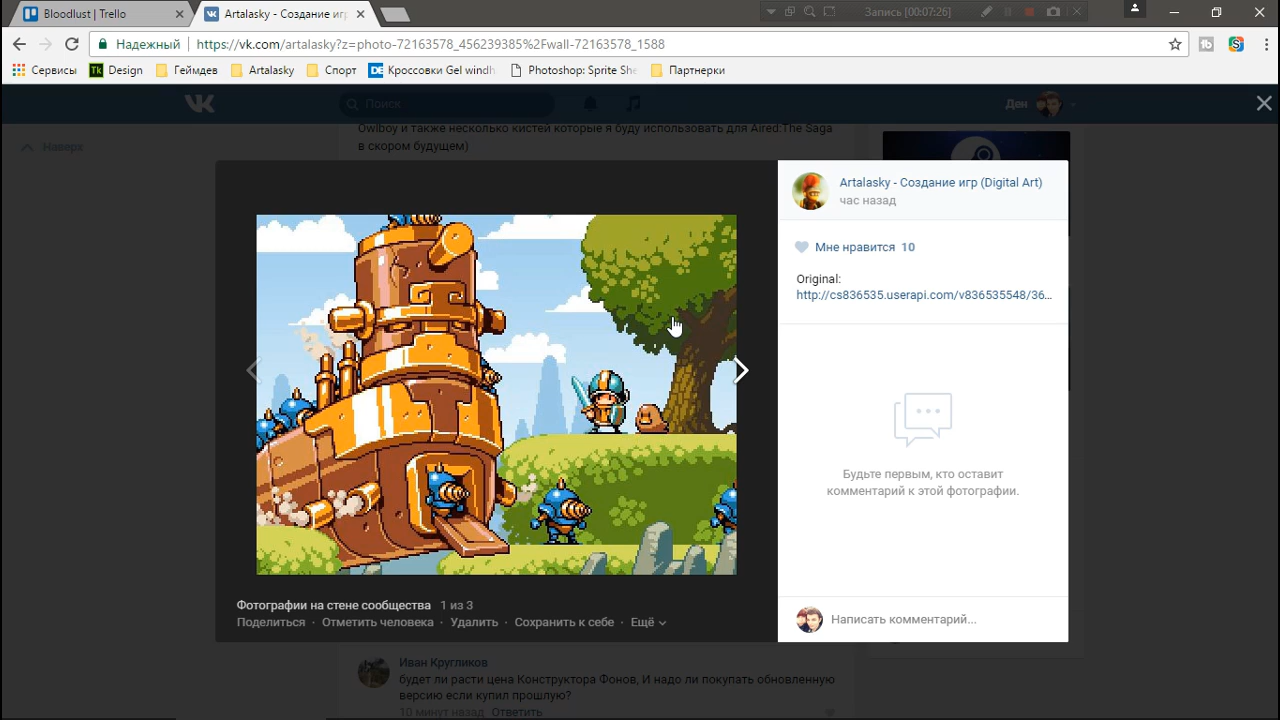 Bloodlust | Trello
Artalasky - Создание игр
Запись [00:07:26]
Надежный
https://vk.com/artalasky?z=photo-72163578_456239385%2Fwall-72163578_1588
Сервисы
Tk Design
Геймдев
Artalasky
Спорт
DE Кроссовки Gel windh
Photoshop: Sprite She
Партнерки
Поиск
Ден
Наверх
Owlboy и также несколько кистей которые я буду использовать для Aired:The Saga
в скором будущем)
Artalasky - Создание игр (Digital Art)
час назад
Мне нравится 10
Original:
http://cs836535.userapi.com/v836535548/36...
Будьте первым, кто оставит
комментарий к этой фотографии.
Фотографии на стене сообщества 1 из 3
Поделиться · Отметить человека · Удалить · Сохранить к себе · Ещё
Написать комментарий...
Иван Кругликов
будет ли расти цена Конструктора Фонов, И надо ли покупать обновленную
версию если купил прошлую?
10 минут назад Ответить